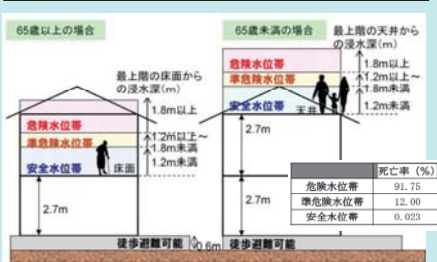 65歳以上の場合
最上階の床面から
の浸水深(m)
1.8m以上
危険水位帯
1.2m以上～
準危険水位帯
1.8m未満
安全水位帯
1.2m未満
床面
2.7m
徒歩避難可能
0.6m
65歳未満の場合
最上階の天井から
の浸水深(m)
危険水位帯
1.8m以上
準危険水位帯
1.2m以上～
1.8m未満
安全水位帯
1.2m未満
天井
2.7m
2.7m
徒歩避難可能
死亡率（%）
危険水位帯 91.75
準危険水位帯 12.00
安全水位帯 0.023